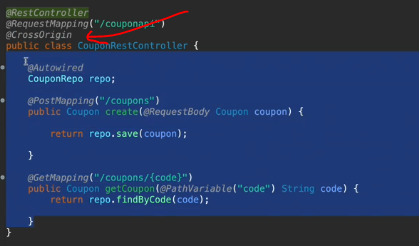 @RestController
@RequestMapping("/couponapi")
@CrossOrigin
public class CouponRestController {
@Autowired
CouponRepo repo;
@PostMapping("/coupons")
public Coupon create(@RequestBody Coupon coupon) {
return repo.save(coupon);
}
@GetMapping("/coupons/{code}")
public Coupon getCoupon(@PathVariable("code") String code) {
return repo.findByCode(code);
}
}